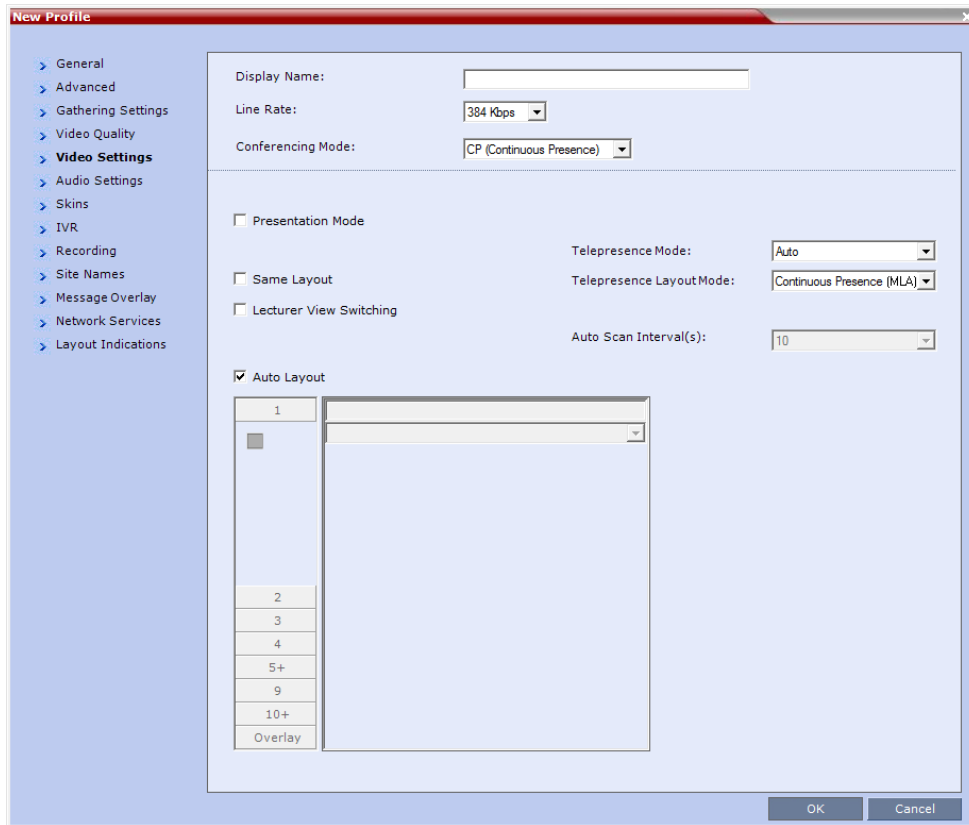 New Profile
General
Advanced
Gathering Settings
Video Quality
Video Settings
Audio Settings
Skins
IVR
Recording
Site Names
Message Overlay
Network Services
Layout Indications
Display Name:
Line Rate: 384 Kbps
Conferencing Mode: CP (Continuous Presence)
Presentation Mode
Telepresence Mode: Auto
Same Layout
Telepresence Layout Mode: Continuous Presence (MLA)
Lecturer View Switching
Auto Scan Interval(s): 10
Auto Layout
1
2
3
4
5+
9
10+
Overlay
OK Cancel